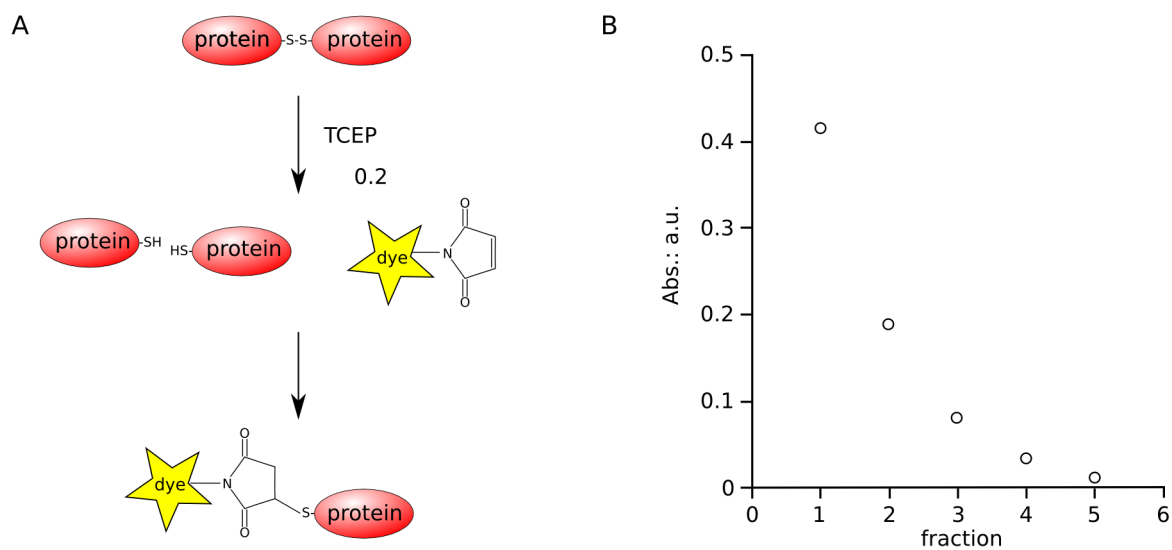 A
protein -S-S- protein
TCEP
0.2
protein -SH HS- protein
dye N O O
dye N O O S- protein
B
0.5
0.4
0.3
0.2
0.1
0
Abs.: a.u.
0 1 2 3 4 5 6
fraction